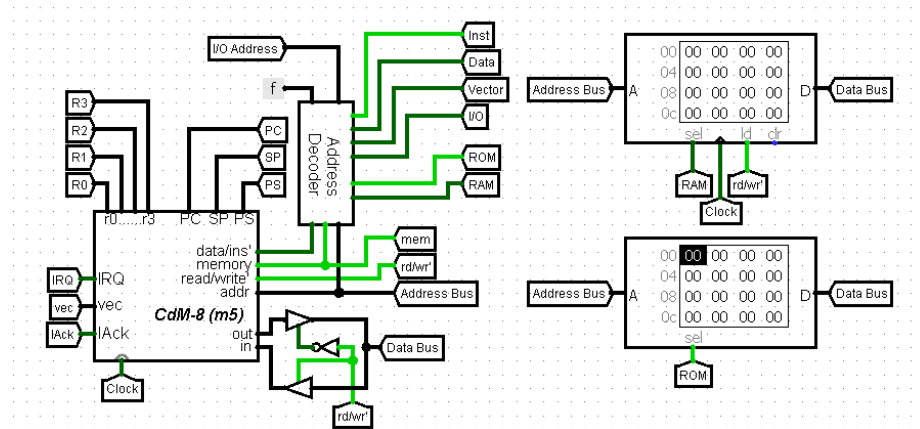 I/O Address
f
Inst
Data
Vector
I/O
ROM
RAM
Address
Decoder
R3
R2
R1
R0
PC
SP
PS
r0......r3 PC SP PS
data/ins'
memory
read/write'
addr
mem
rd/wr'
Address Bus
IRQ
vec
IAck
IRQ
vec
IAck
CdM-8 (m5)
out
in
Data Bus
Clock
rd/wr'
Address Bus
A
00 00 00 00 00
04 00 00 00 00
08 00 00 00 00
0c 00 00 00 00
D
Data Bus
sel ld clr
RAM
Clock
rd/wr'
Address Bus
A
00 00 00 00 00
04 00 00 00 00
08 00 00 00 00
0c 00 00 00 00
D
Data Bus
sel
ROM